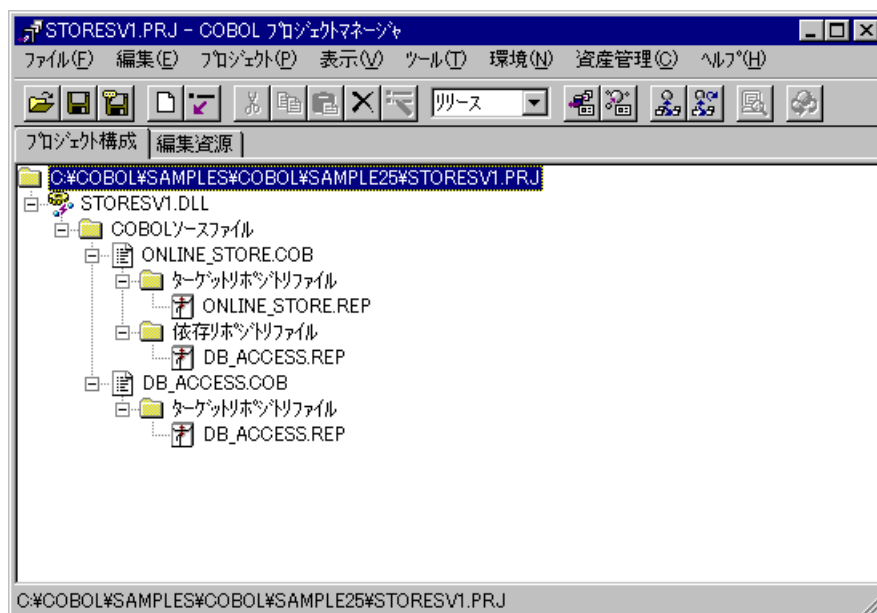 STORESV1.PRJ - COBOL ﾌﾟﾛｼﾞｪｸﾄﾏﾈｰｼﾞｬ
ﾌｧｲﾙ(F) 編集(E) ﾌﾟﾛｼﾞｪｸﾄ(P) 表示(V) ﾂｰﾙ(T) 環境(N) 資産管理(C) ﾍﾙﾌﾟ(H)
ﾘﾘｰｽ
ﾌﾟﾛｼﾞｪｸﾄ構成 編集資源
C:¥COBOL¥SAMPLES¥COBOL¥SAMPLE25¥STORESV1.PRJ
STORESV1.DLL
COBOLｿｰｽﾌｧｲﾙ
ONLINE_STORE.COB
ﾀｰｹﾞｯﾄﾘﾎﾟｼﾞﾄﾘﾌｧｲﾙ
ONLINE_STORE.REP
依存ﾘﾎﾟｼﾞﾄﾘﾌｧｲﾙ
DB_ACCESS.REP
DB_ACCESS.COB
ﾀｰｹﾞｯﾄﾘﾎﾟｼﾞﾄﾘﾌｧｲﾙ
DB_ACCESS.REP
C:¥COBOL¥SAMPLES¥COBOL¥SAMPLE25¥STORESV1.PRJ